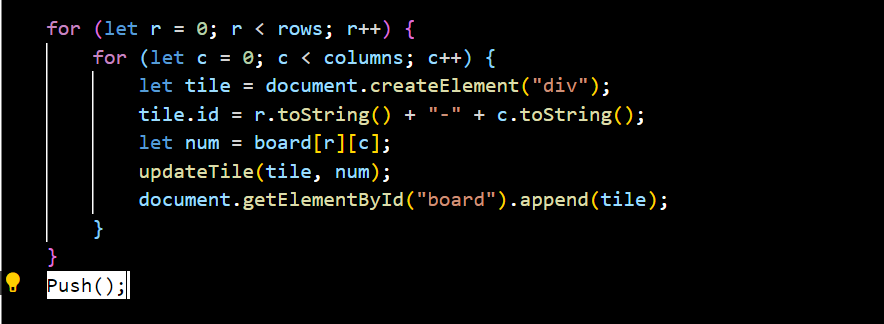 for (let r = 0; r < rows; r++) {
    for (let c = 0; c < columns; c++) {
        let tile = document.createElement("div");
        tile.id = r.toString() + "-" + c.toString();
        let num = board[r][c];
        updateTile(tile, num);
        document.getElementById("board").append(tile);
    }
}
Push();